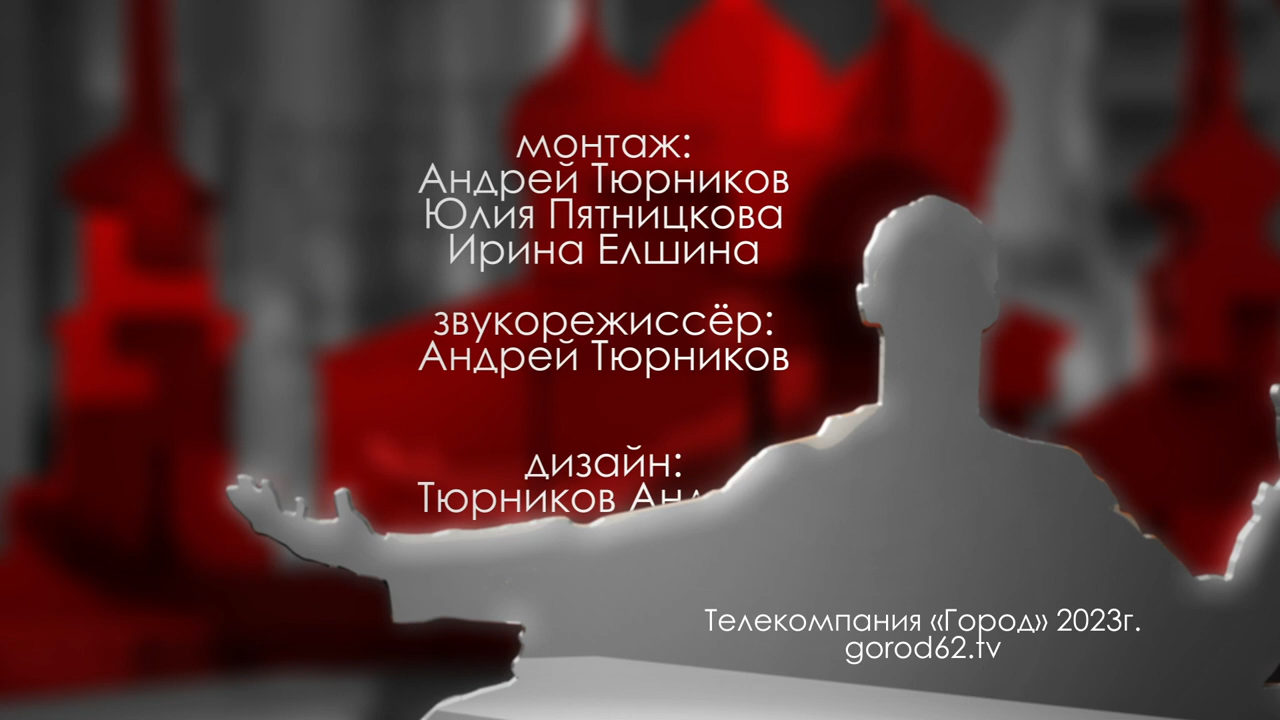 монтаж:
Андрей Тюрников
Юлия Пятницкова
Ирина Елшина
звукорежиссёр:
Андрей Тюрников
дизайн:
Тюрников
Телекомпания «Город» 2023г.
gorod62.tv